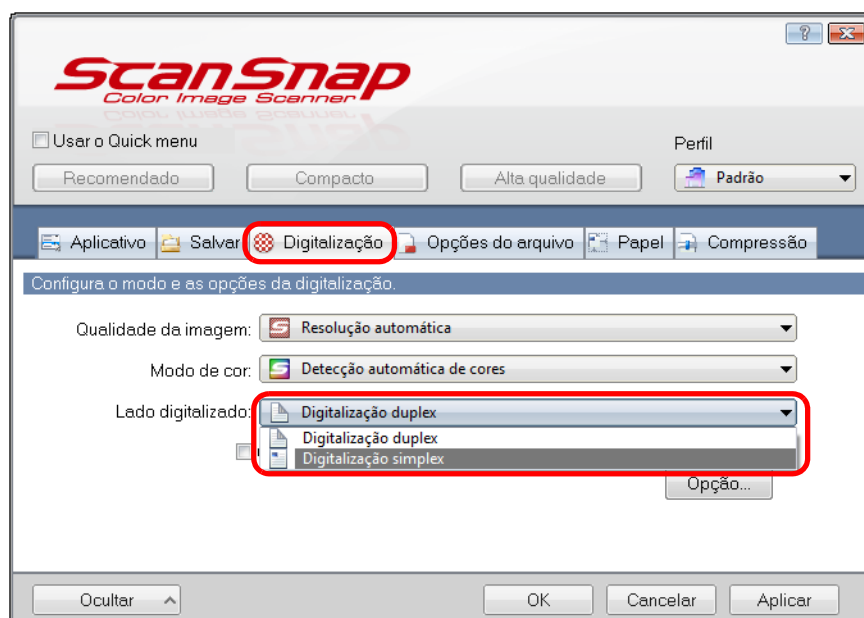 ScanSnap
Color Image Scanner
Usar o Quick menu
Perfil
Recomendado
Compacto
Alta qualidade
Padrão
Aplicativo
Salvar
Digitalização
Opções do arquivo
Papel
Compressão
Configura o modo e as opções da digitalização.
Qualidade da imagem:
Resolução automática
Modo de cor:
Detecção automática de cores
Lado digitalizado:
Digitalização duplex
Digitalização duplex
Digitalização simplex
Opção...
Ocultar
OK
Cancelar
Aplicar